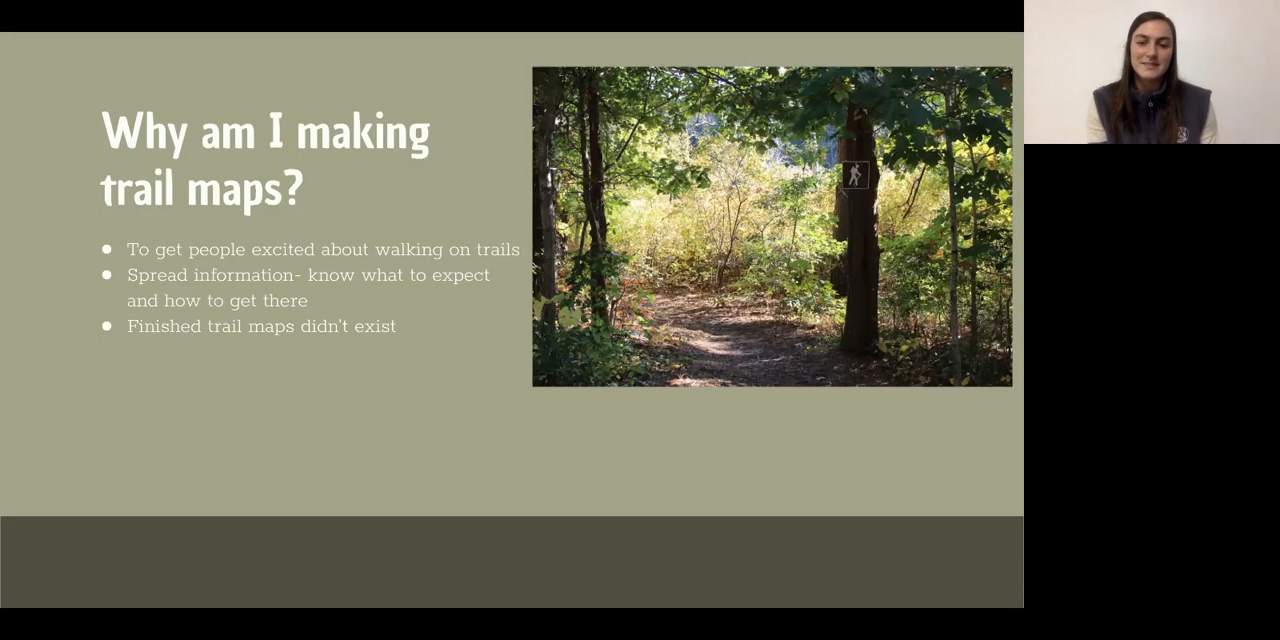 Why am I making
trail maps?
● To get people excited about walking on trails
● Spread information- know what to expect
and how to get there
● Finished trail maps didn't exist